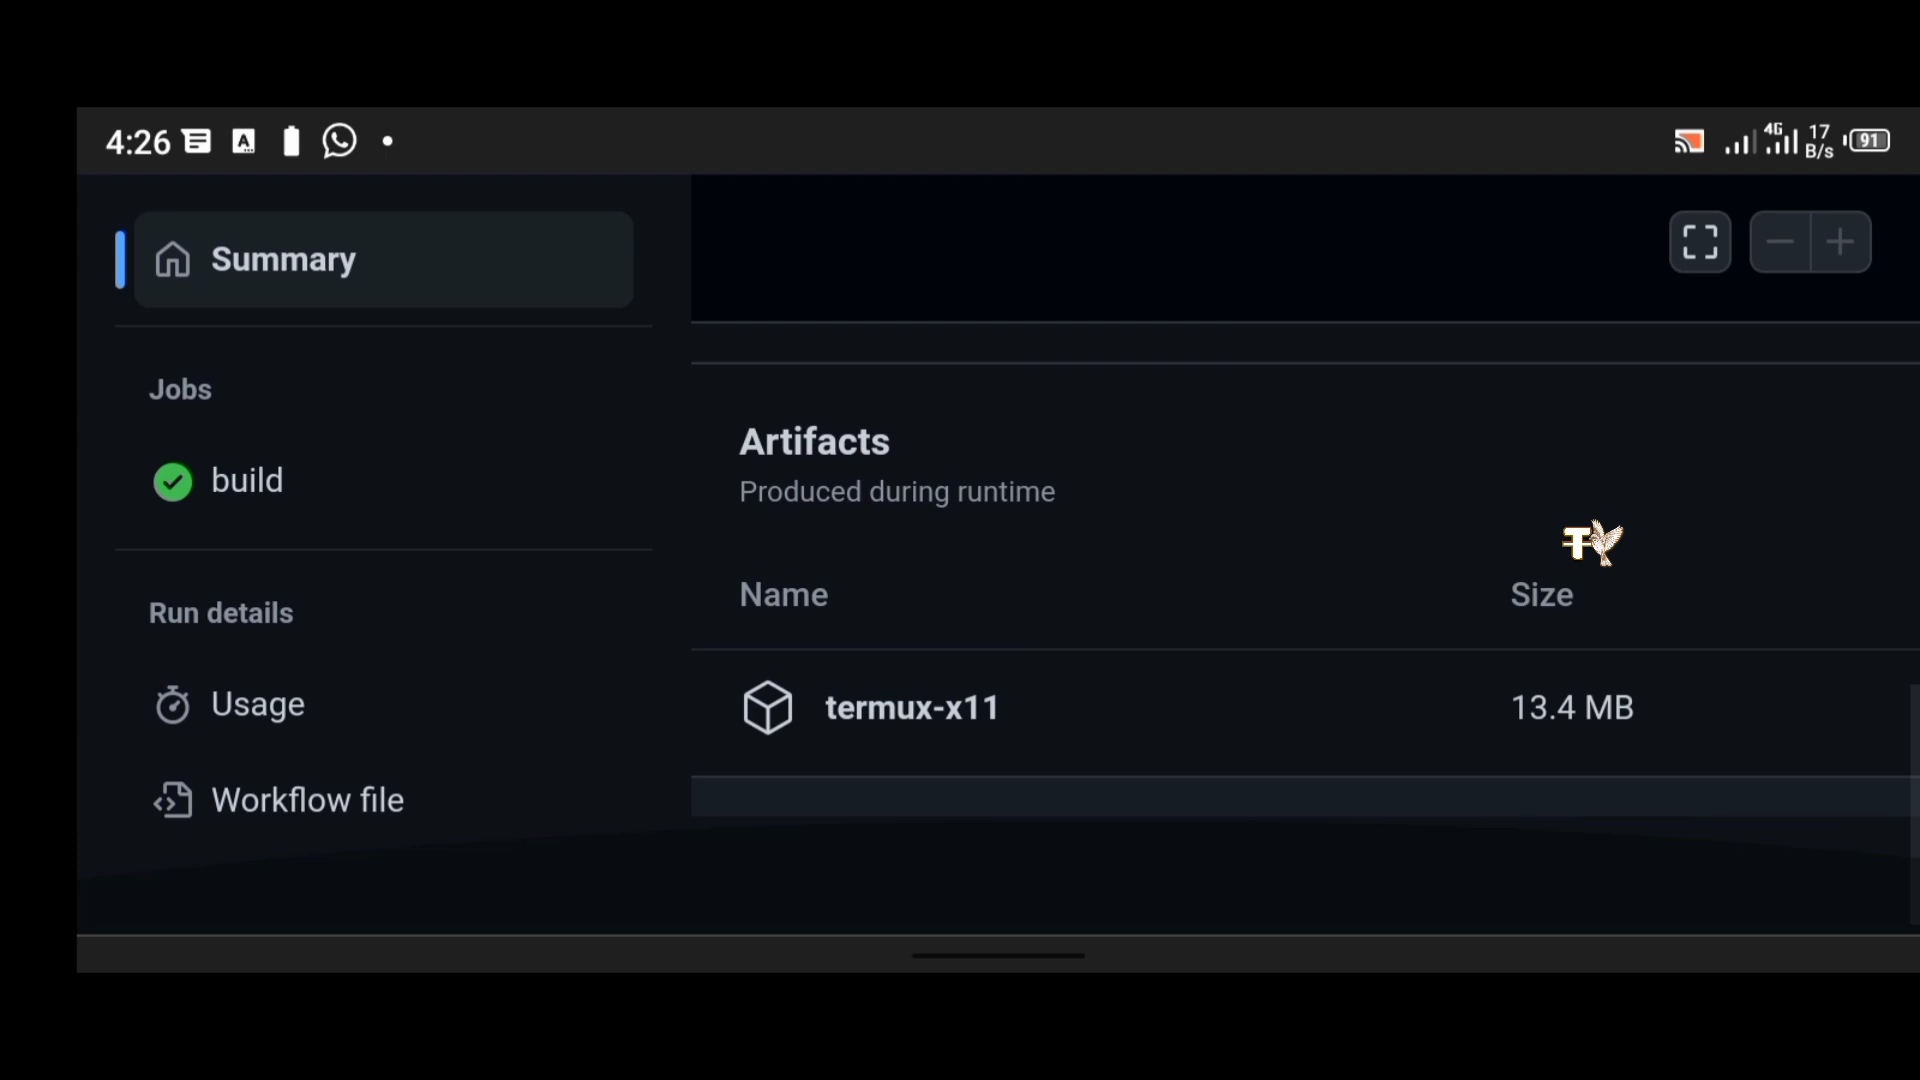 4:26
4G 17 B/s 91
Summary
Jobs
build
Run details
Usage
Workflow file
Artifacts
Produced during runtime
Name Size
termux-x11 13.4 MB
T